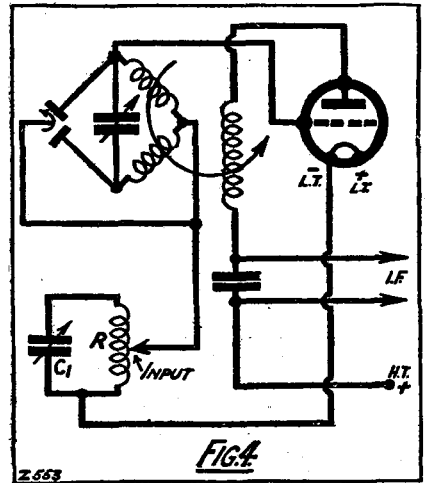 - L.T.
+ L.T.
I.F.
R
C1
INPUT
H.T.
+
FIG.4.
Z553